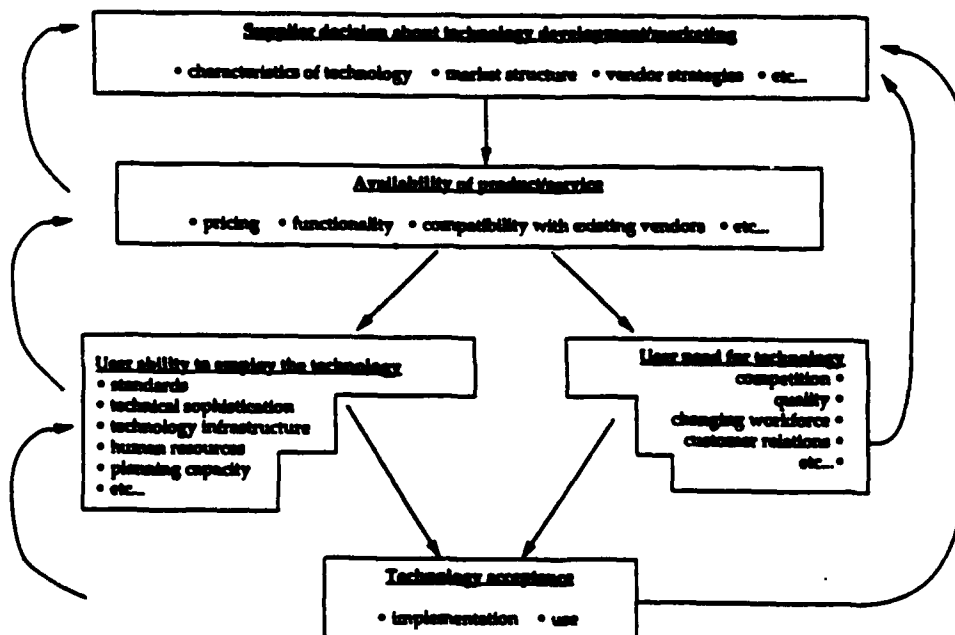 Supplier decision about technology development/marketing
• characteristics of technology • market structure • vendor strategies • etc...
Availability of product/service
• pricing • functionality • compatibility with existing vendors • etc...
User ability to employ the technology
• standards
• technical sophistication
• technology infrastructure
• human resources
• planning capacity
• etc...
User need for technology
competition •
quality •
changing workforce •
customer relations •
etc... •
Technology acceptance
• implementation • use